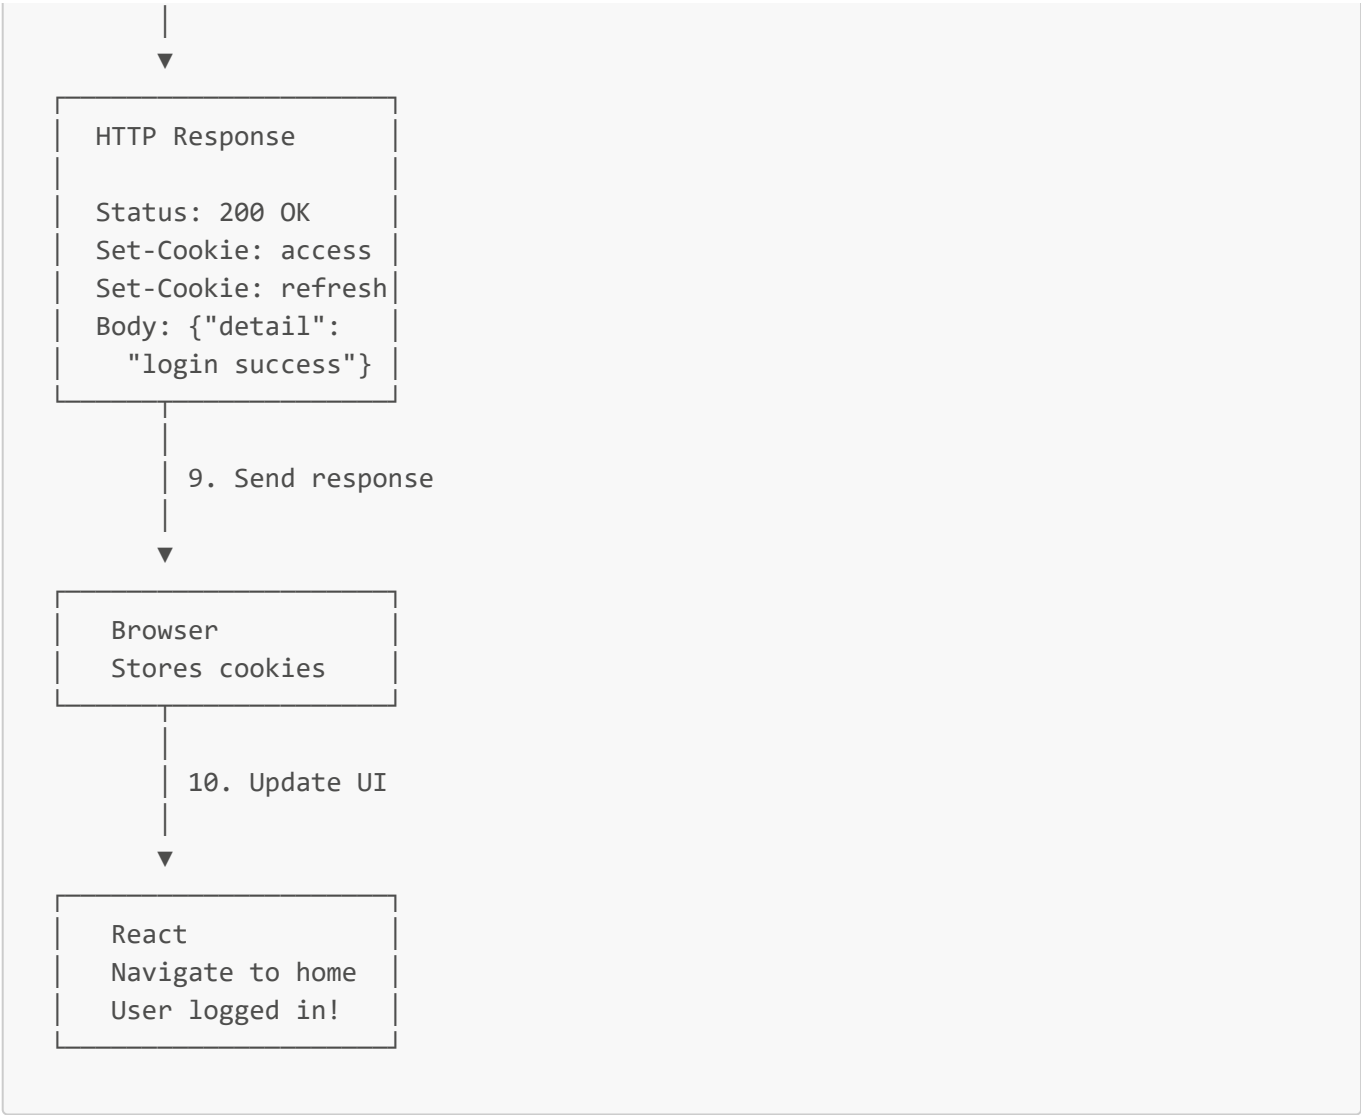 HTTP Response
Status: 200 OK
Set-Cookie: access
Set-Cookie: refresh
Body: {"detail":
"login success"}
9. Send response
Browser
Stores cookies
10. Update UI
React
Navigate to home
User logged in!